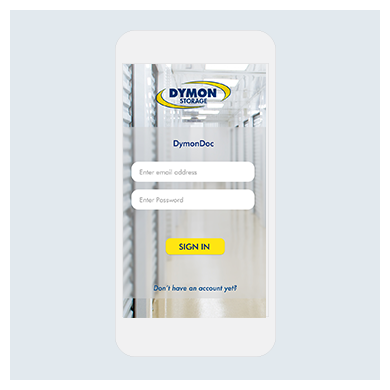 DYMON
STORAGE
DymonDoc
Enter email address
Enter Password
SIGN IN
Don't have an account yet?